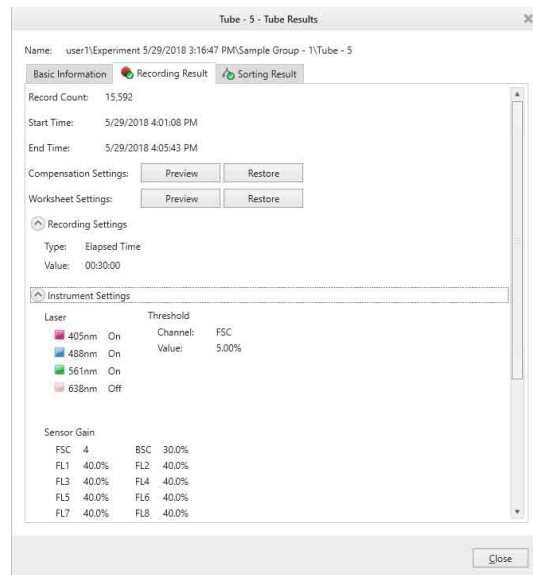 Tube - 5 - Tube Results
Name: user1\Experiment 5/29/2018 3:16:47 PM\Sample Group - 1\Tube - 5
Basic Information Recording Result Sorting Result
Record Count: 15,592
Start Time: 5/29/2018 4:01:08 PM
End Time: 5/29/2018 4:05:43 PM
Compensation Settings: Preview Restore
Worksheet Settings: Preview Restore
Recording Settings
Type: Elapsed Time
Value: 00:30:00
Instrument Settings
Laser Threshold
405nm On Channel: FSC
488nm On Value: 5.00%
561nm On
638nm Off
Sensor Gain
FSC 4 BSC 30.0%
FL1 40.0% FL2 40.0%
FL3 40.0% FL4 40.0%
FL5 40.0% FL6 40.0%
FL7 40.0% FL8 40.0%
Close